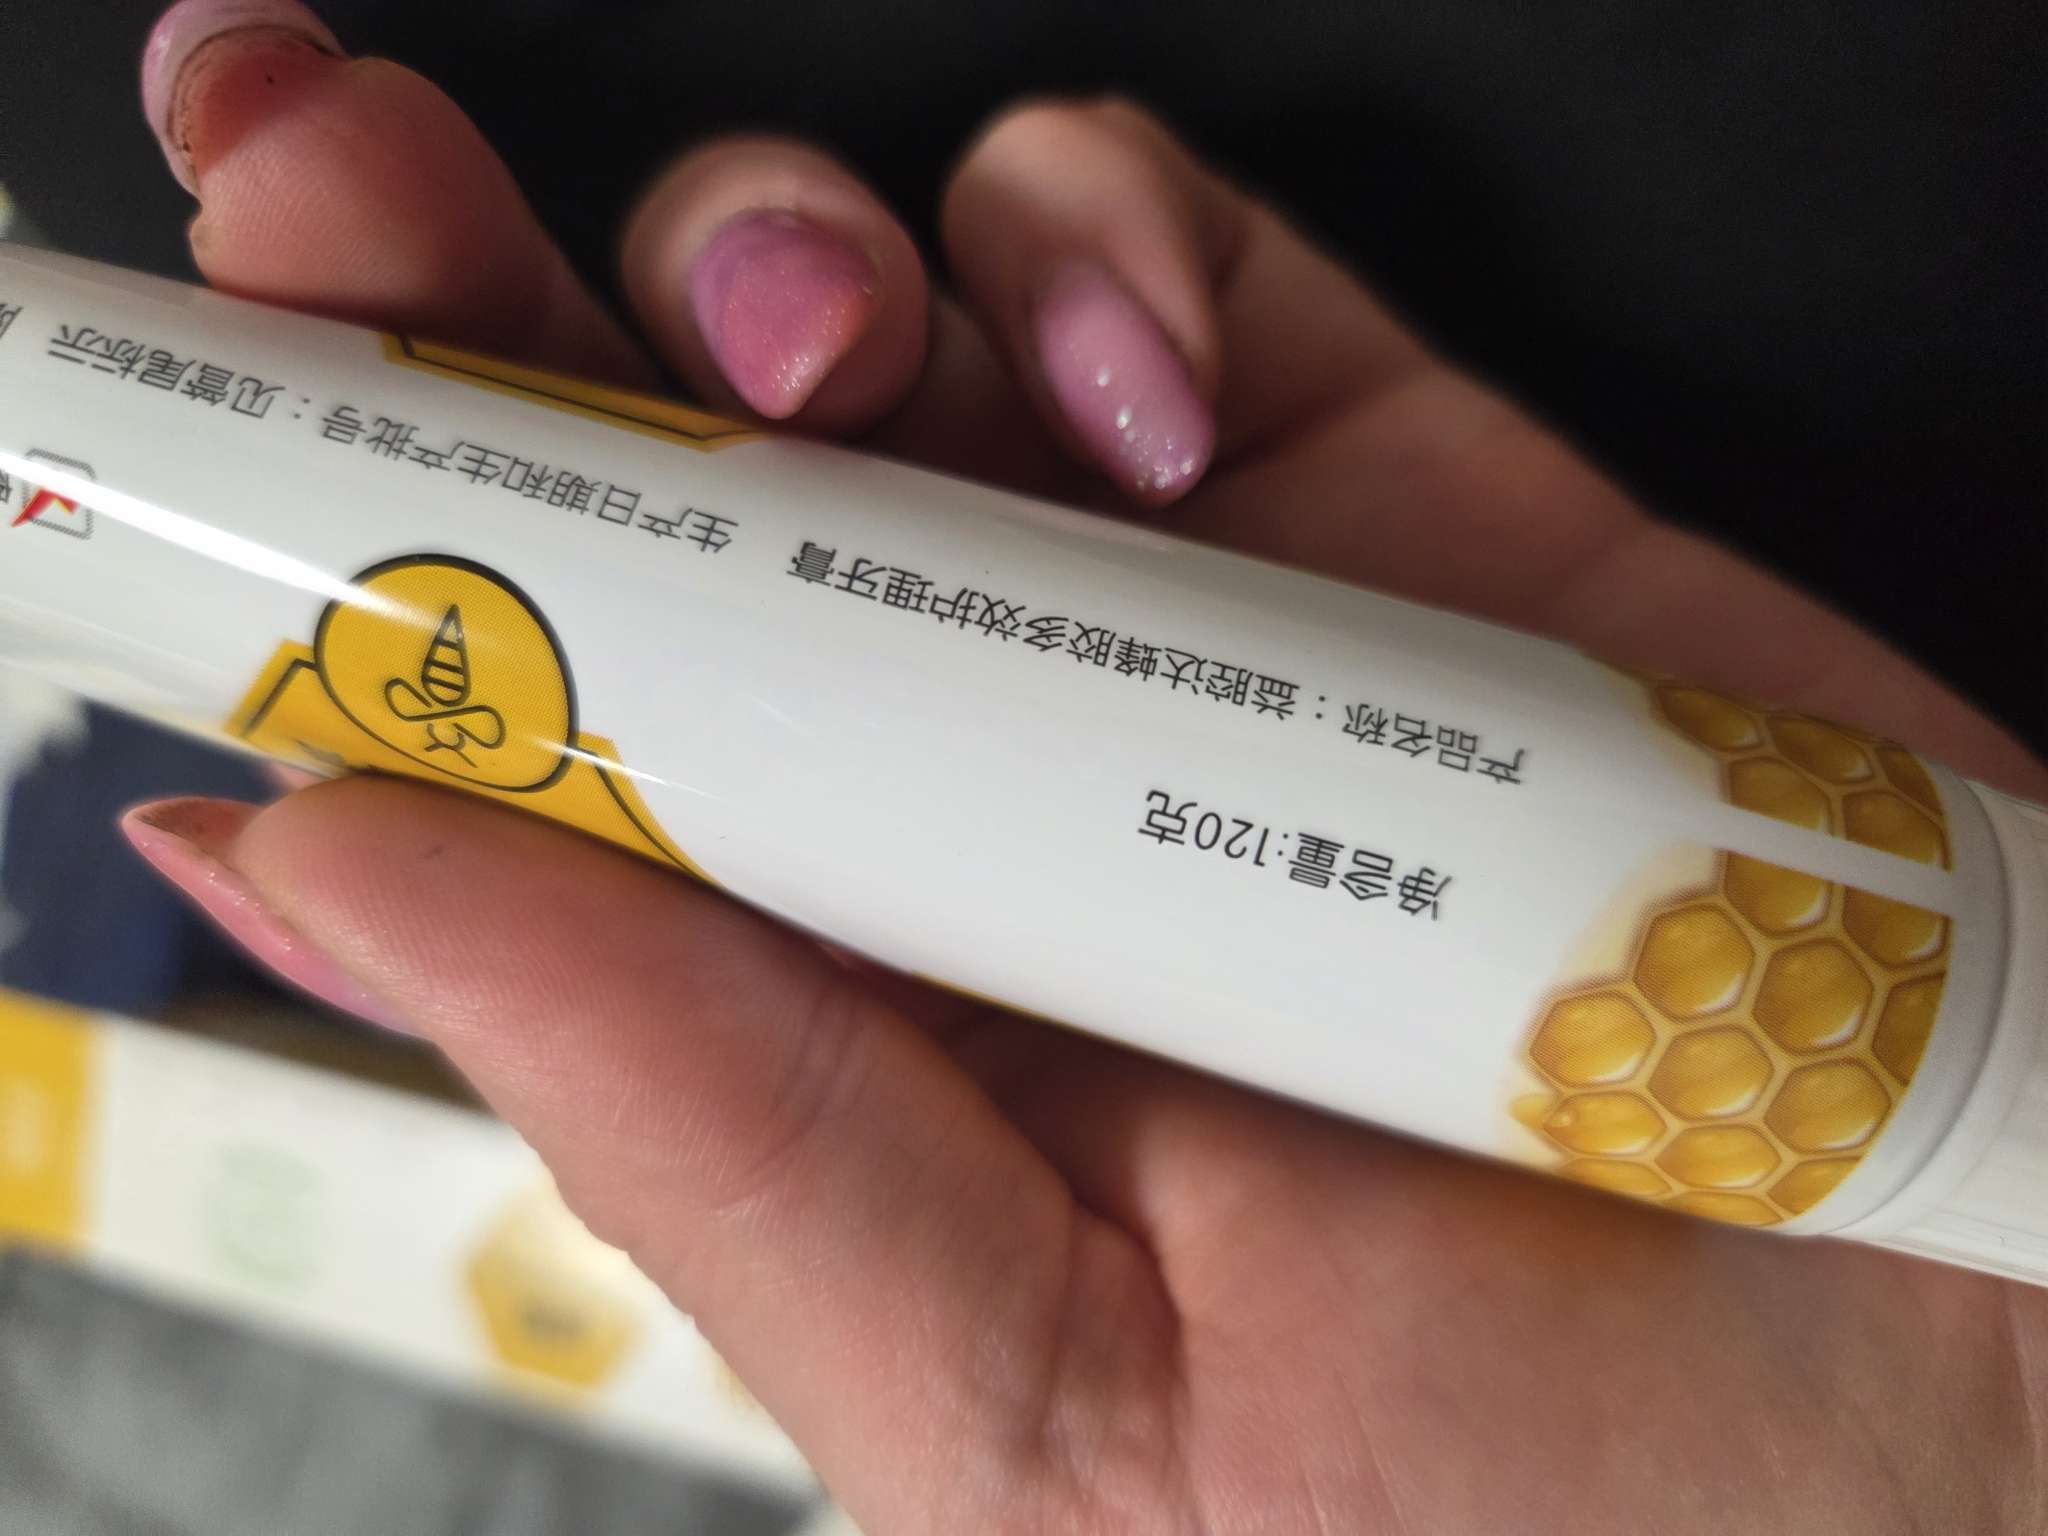 净含量:120克
产品名称：益腔达蜂胶多效护理牙膏
生产日期和生产批号：见管尾标示